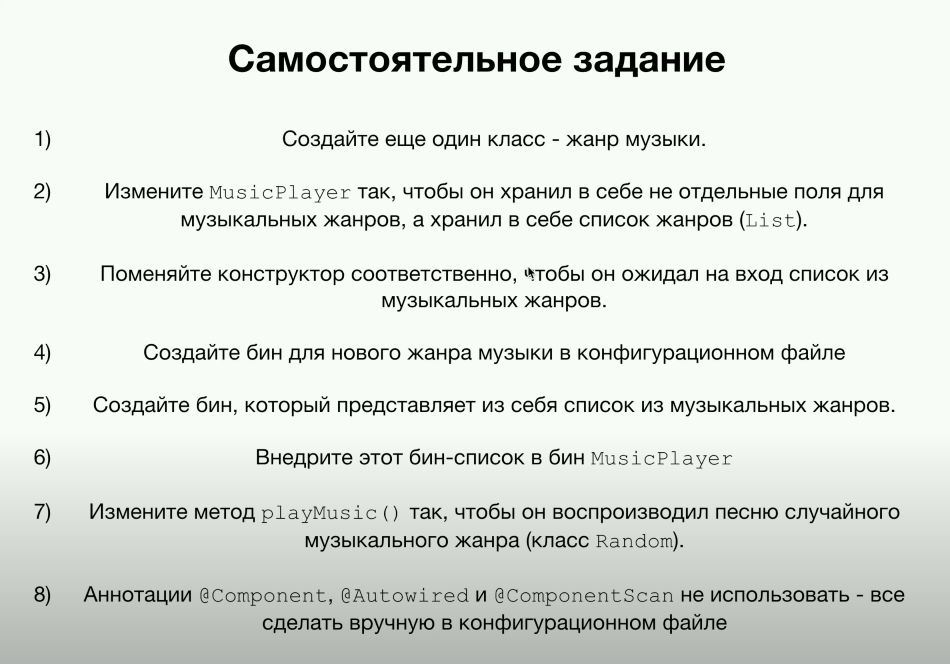 Самостоятельное задание
1) Создайте еще один класс - жанр музыки.
2) Измените MusicPlayer так, чтобы он хранил в себе не отдельные поля для
музыкальных жанров, а хранил в себе список жанров (List).
3) Поменяйте конструктор соответственно, чтобы он ожидал на вход список из
музыкальных жанров.
4) Создайте бин для нового жанра музыки в конфигурационном файле
5) Создайте бин, который представляет из себя список из музыкальных жанров.
6) Внедрите этот бин-список в бин MusicPlayer
7) Измените метод playMusic() так, чтобы он воспроизводил песню случайного
музыкального жанра (класс Random).
8) Аннотации @Component, @Autowired и @ComponentScan не использовать - все
сделать вручную в конфигурационном файле